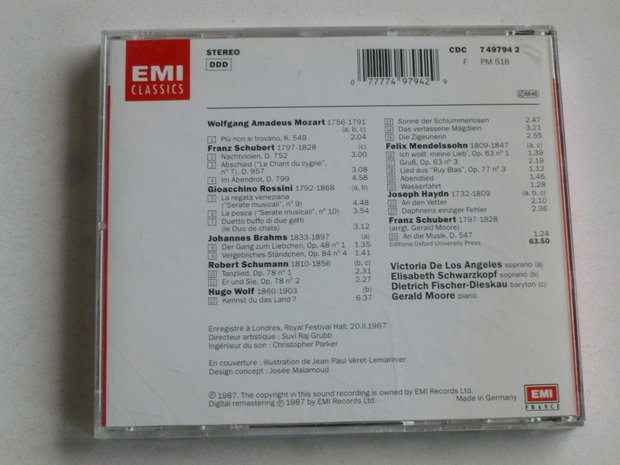 EMI
CLASSICS
STEREO
DDD
CDC 7 49794 2
F PM 518
0 77774 97942 9
Wolfgang Amadeus Mozart 1756-1791
(a, b, c)
1 Più non si trovano, K. 549 2.04
Franz Schubert 1797-1828 (c)
2 Nachtviolen, D. 752 3.00
3 Abschied ("Le Chant du cygne",
n° 7), D. 957 3.08
4 Im Abendrot, D. 799 4.58
Gioacchino Rossini 1792-1868 (a, b)
5 La regata veneziana
("Serate musicali", n° 9) 4.48
6 La pesca ("Serate musicali", n° 10) 3.54
7 Duetto buffo di due gatti
(le Duo de chats) 3.12
Johannes Brahms 1833-1897 (a)
8 Der Gang zum Liebchen, Op. 48 n° 1 1.35
9 Vergebliches Ständchen, Op. 84 n° 4 1.41
Robert Schumann 1810-1856 (b, c)
10 Tanzlied, Op. 78 n° 1 2.31
11 Er und Sie, Op. 78 n° 2 2.27
Hugo Wolf 1860-1903 (b)
12 Kennst du das Land ? 6.37
13 Sonne der Schlummerlosen 2.47
14 Das verlassene Mägdlein 3.21
15 Die Zigeunerin 2.55
Felix Mendelssohn 1809-1847 (a, c)
16 Ich wollt' meine Lieb', Op. 63 n° 1 1.39
17 Gruß, Op. 63 n° 3 2.19
18 Lied aus "Ruy Blas", Op. 77 n° 3 1.12
19 Abendlied 1.46
20 Wasserfahrt 1.28
Joseph Haydn 1732-1809 (a, b, c)
21 An den Vetter 2.10
22 Daphnens einziger Fehler 2.36
Franz Schubert 1797-1828
(arrgt. Gerald Moore)
23 An die Musik, D. 547 1.24
Editions Oxford University Press 63.50
Victoria De Los Angeles soprano (a)
Elisabeth Schwarzkopf soprano (b)
Dietrich Fischer-Dieskau baryton (c)
Gerald Moore piano
Enregistré à Londres, Royal Festival Hall, 20.II.1967
Directeur artistique : Suvi Raj Grubb
Ingénieur du son : Christopher Parker
En couverture : illustration de Jean-Paul Véret-Lemarinier
Design concept : Josée Malamoud
℗ 1987. The copyright in this sound recording is owned by EMI Records Ltd.
Digital remastering ℗ 1987 by EMI Records Ltd.
Made in Germany
EMI
FRANCE